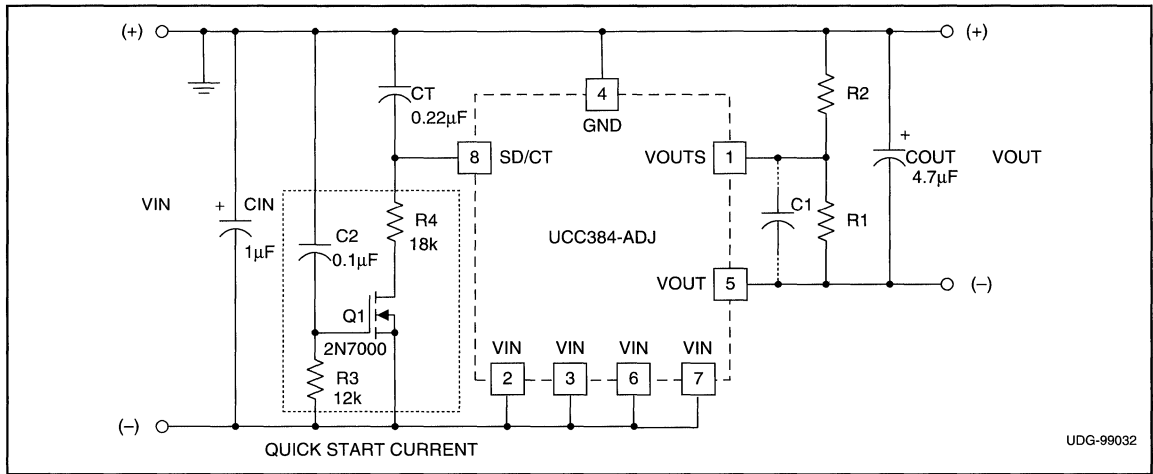 (+)
(+)
CT
0.22µF
4
GND
R2
8
SD/CT
VOUTS
1
+
COUT
4.7µF
VOUT
VIN
+
CIN
1µF
C2
0.1µF
R4
18k
UCC384-ADJ
C1
R1
VOUT
5
(–)
Q1
2N7000
R3
12k
VIN
VIN
VIN
VIN
2
3
6
7
(–)
QUICK START CURRENT
UDG-99032